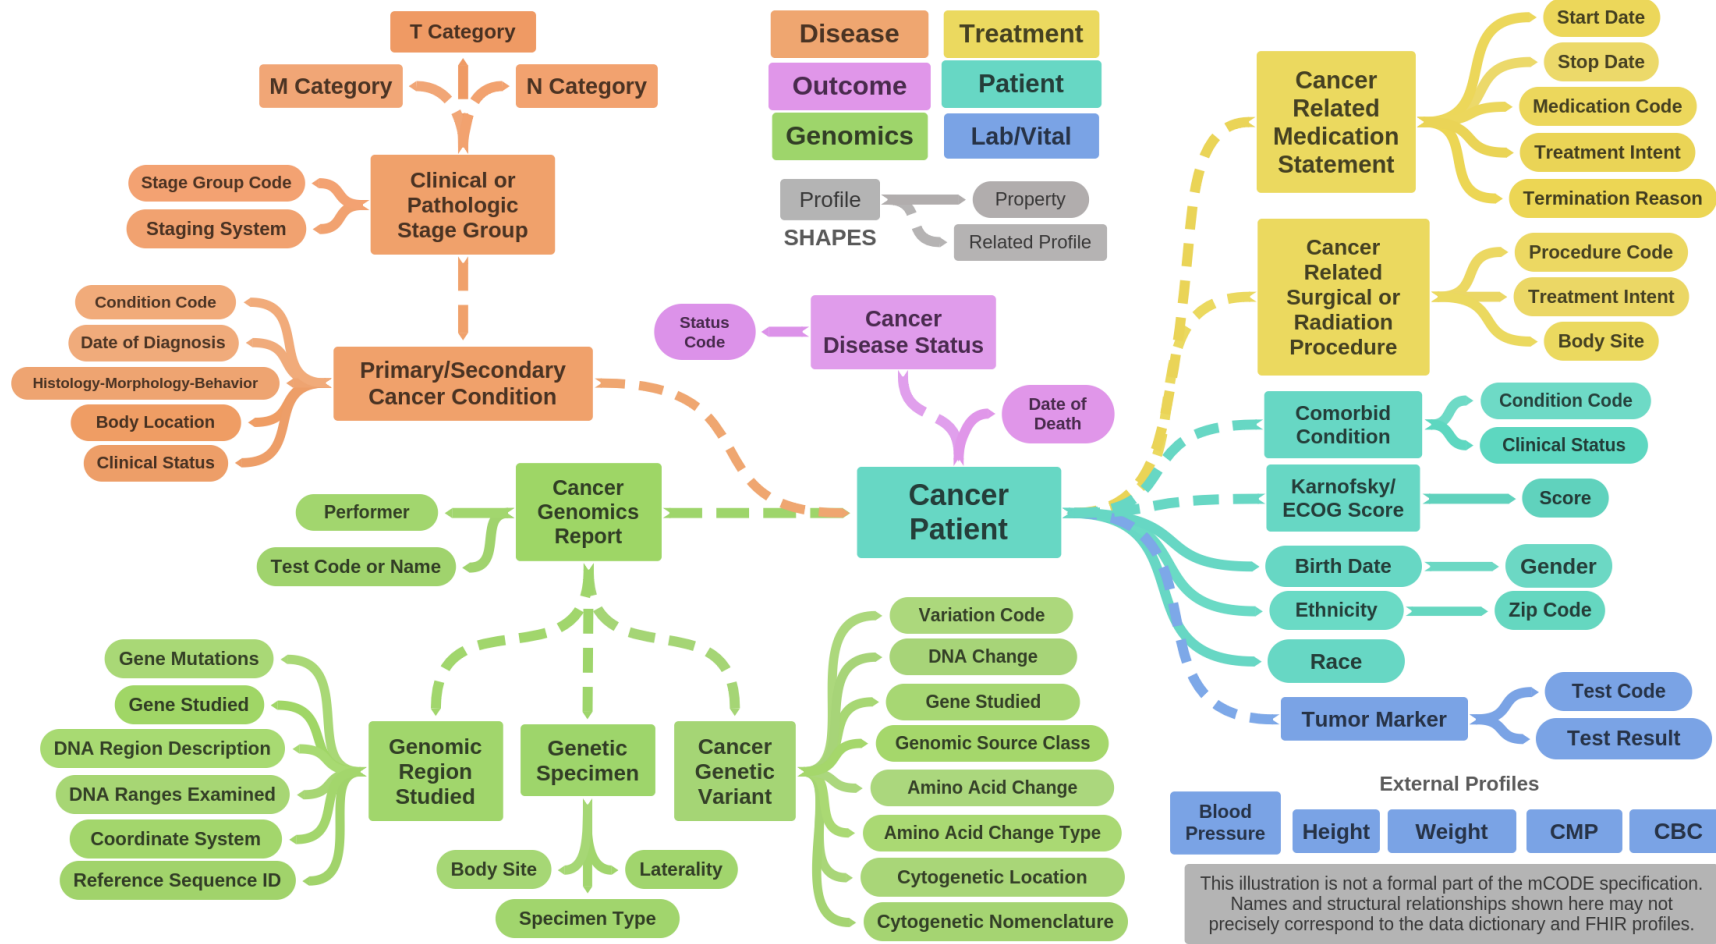 T Category
M Category
N Category
Clinical or
Pathologic
Stage Group
Stage Group Code
Staging System
Condition Code
Date of Diagnosis
Histology-Morphology-Behavior
Body Location
Clinical Status
Primary/Secondary
Cancer Condition
Disease
Treatment
Outcome
Patient
Genomics
Lab/Vital
Profile
Property
SHAPES
Related Profile
Status
Code
Cancer
Disease Status
Date of
Death
Cancer
Patient
Cancer
Genomics
Report
Performer
Test Code or Name
Gene Mutations
Gene Studied
DNA Region Description
DNA Ranges Examined
Coordinate System
Reference Sequence ID
Genomic
Region
Studied
Genetic
Specimen
Body Site
Laterality
Specimen Type
Cancer
Genetic
Variant
Variation Code
DNA Change
Gene Studied
Genomic Source Class
Amino Acid Change
Amino Acid Change Type
Cytogenetic Location
Cytogenetic Nomenclature
Cancer
Related
Medication
Statement
Start Date
Stop Date
Medication Code
Treatment Intent
Termination Reason
Cancer
Related
Surgical or
Radiation
Procedure
Procedure Code
Treatment Intent
Body Site
Comorbid
Condition
Condition Code
Clinical Status
Karnofsky/
ECOG Score
Score
Birth Date
Gender
Ethnicity
Zip Code
Race
Tumor Marker
Test Code
Test Result
External Profiles
Blood
Pressure
Height
Weight
CMP
CBC
This illustration is not a formal part of the mCODE specification.
Names and structural relationships shown here may not
precisely correspond to the data dictionary and FHIR profiles.